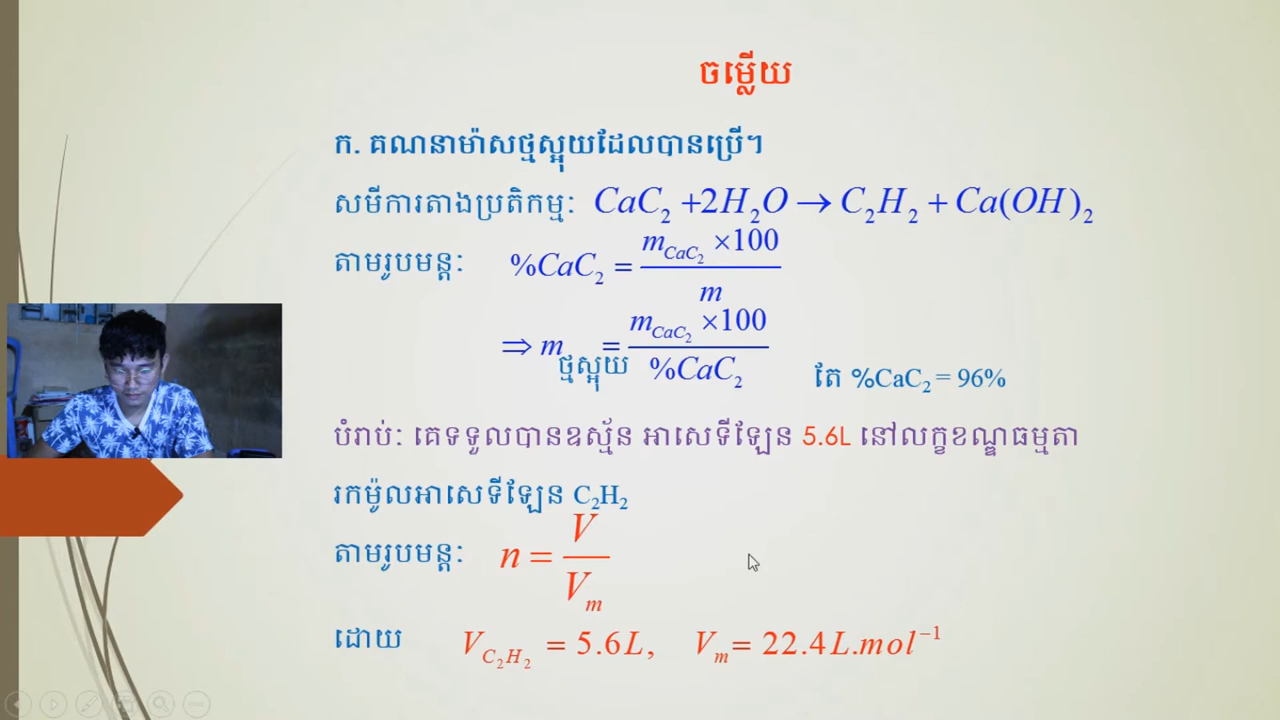 ចម្លើយ
ក. គណនាម៉ាសថ្មស្អុយដែលបានប្រើ។
សមីការតាងប្រតិកម្ម: CaC₂ +2H₂O → C₂H₂ + Ca(OH)₂
តាមរូបមន្ត: %CaC₂ = (m_CaC₂ ×100) / m
⇒ m ថ្មស្អុយ = (m_CaC₂ ×100) / %CaC₂ តែ %CaC₂ = 96%
បំរាប់: គេទទួលបានឧស្ម័ន អាសេទីឡែន 5.6L នៅលក្ខខណ្ឌធម្មតា
រកម៉ូលអាសេទីឡែន C₂H₂
តាមរូបមន្ត: n = V / Vₘ
ដោយ V_C₂H₂ = 5.6L, Vₘ = 22.4L.mol⁻¹